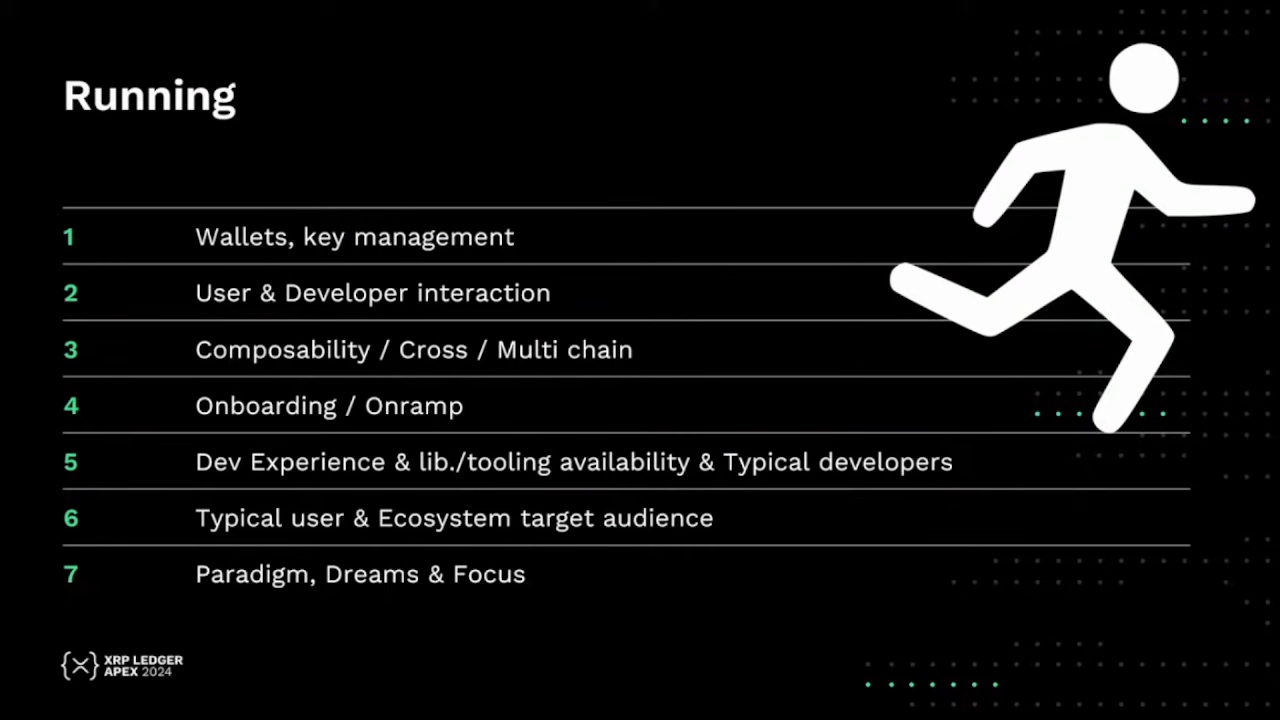 Running
1 Wallets, key management
2 User & Developer interaction
3 Composability / Cross / Multi chain
4 Onboarding / Onramp
5 Dev Experience & lib./tooling availability & Typical developers
6 Typical user & Ecosystem target audience
7 Paradigm, Dreams & Focus
XRP LEDGER
APEX 2024